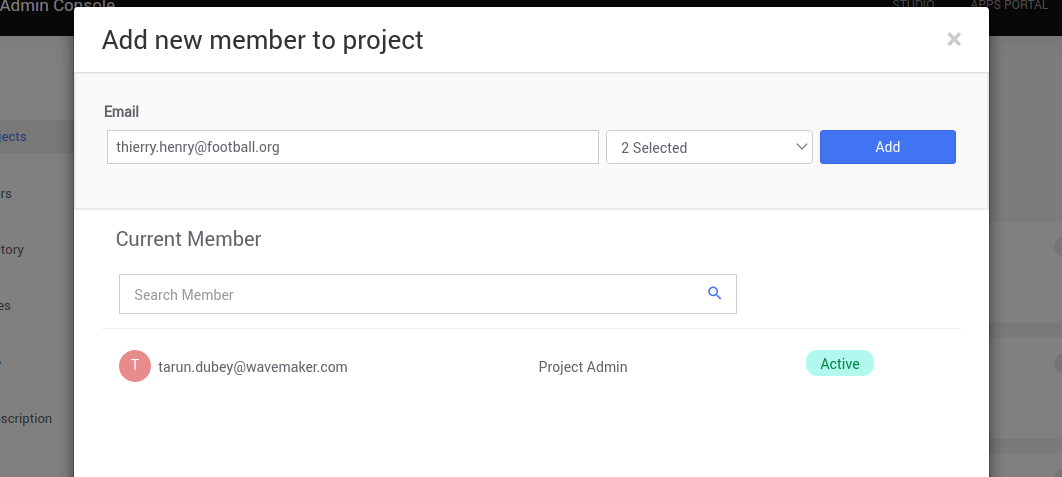 Admin Console
STUDIO
APPS PORTAL
Add new member to project
×
Email
thierry.henry@football.org
2 Selected
Add
Current Member
Search Member
T
tarun.dubey@wavemaker.com
Project Admin
Active
jects
rs
tory
es
scription